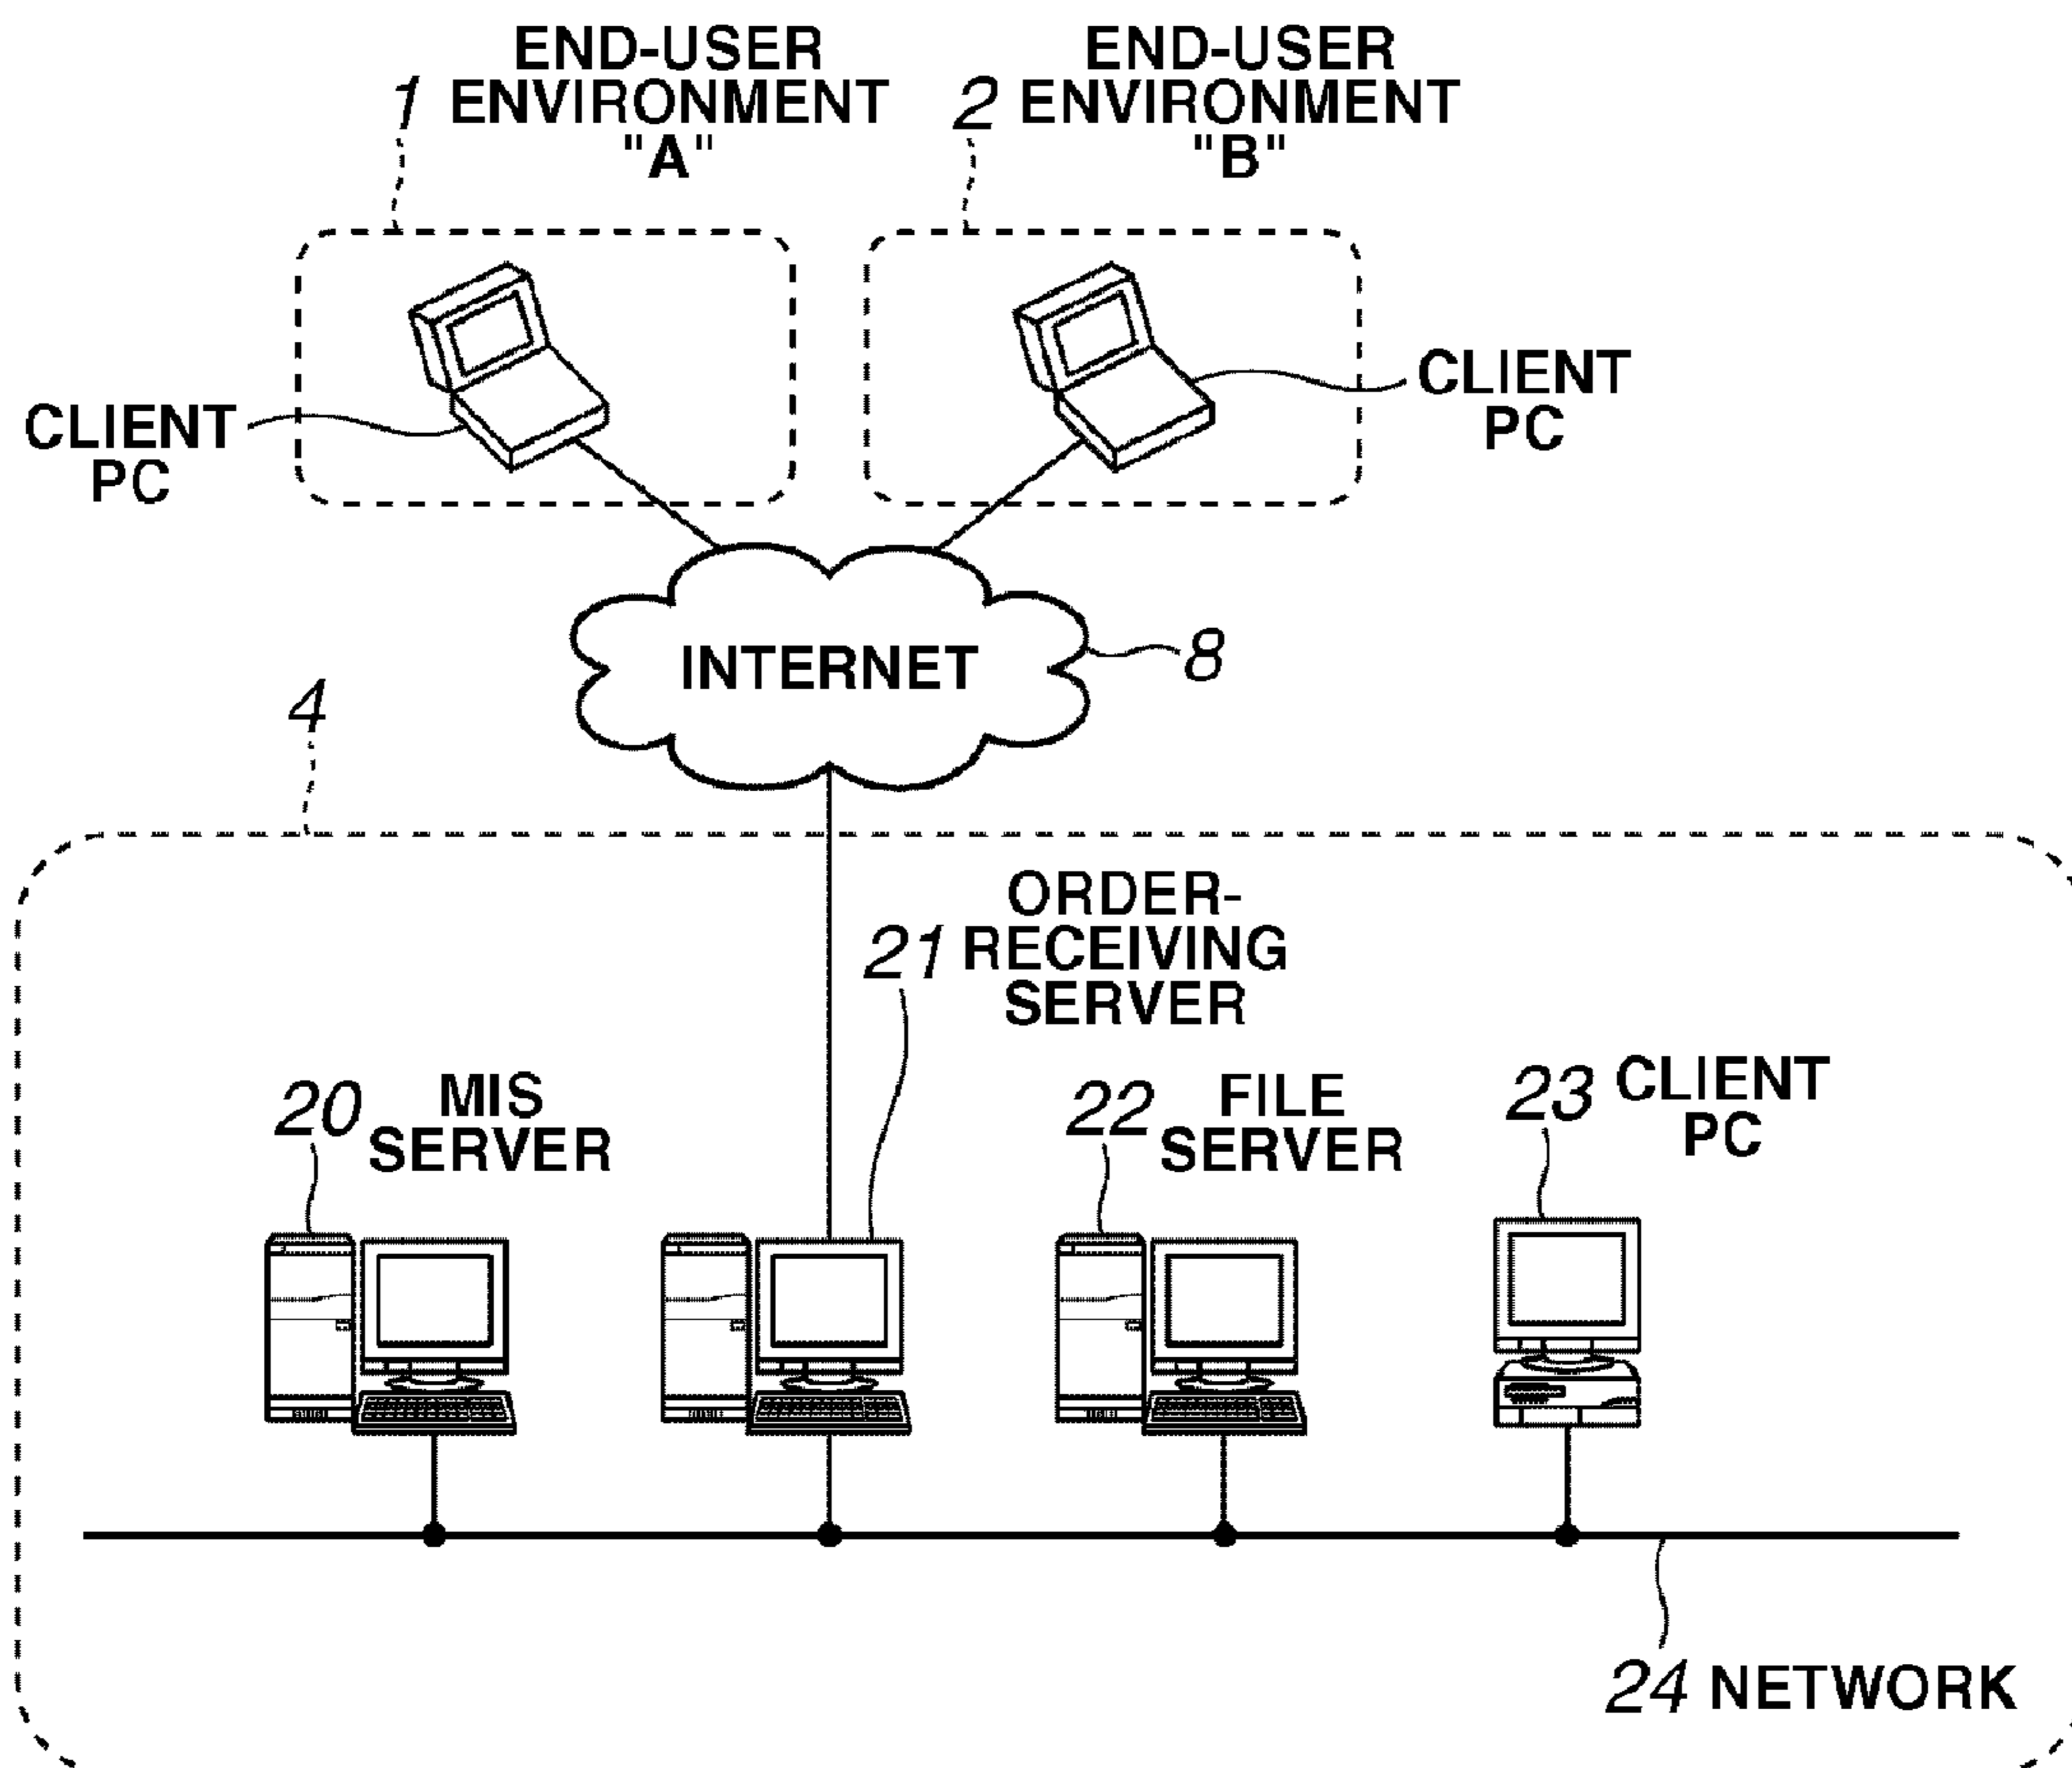 END-USER
ENVIRONMENT
"A"
1
END-USER
ENVIRONMENT
"B"
2
CLIENT
PC
CLIENT
PC
INTERNET
8
4
ORDER-
21 RECEIVING
SERVER
20 MIS
SERVER
22 FILE
SERVER
23 CLIENT
PC
24 NETWORK